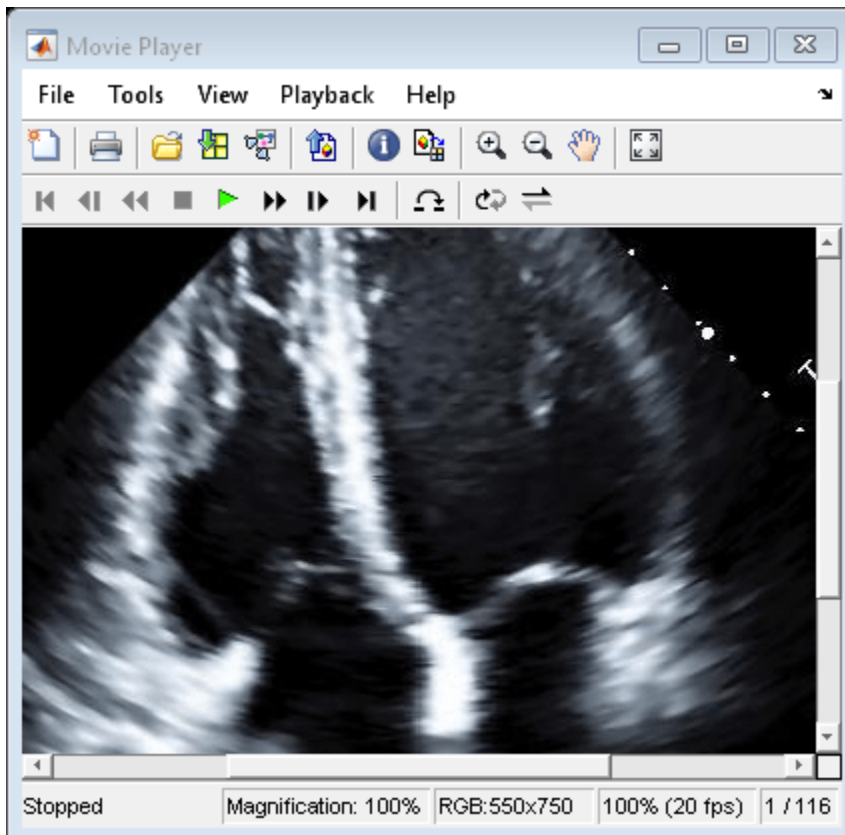 Movie Player
File Tools View Playback Help
Stopped Magnification: 100% RGB:550x750 100% (20 fps) 1 / 116